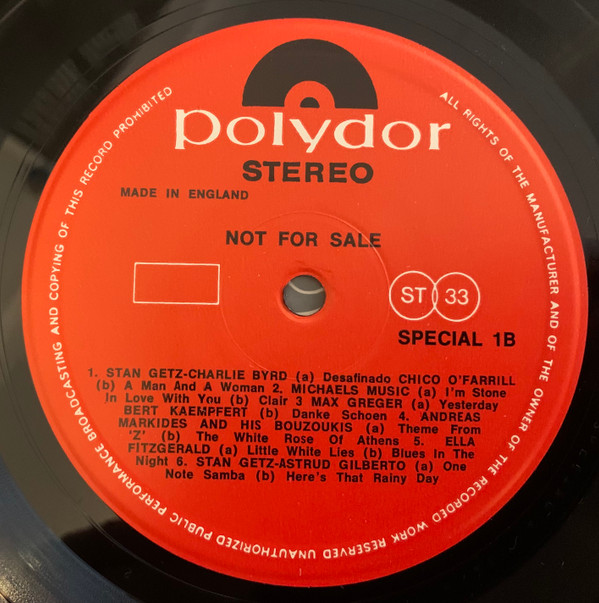 polydor
STEREO
MADE IN ENGLAND
NOT FOR SALE
ST 33
SPECIAL 1B
1. STAN GETZ-CHARLIE BYRD (a) Desafinado CHICO O'FARRILL
(b) A Man And A Woman 2. MICHAELS MUSIC (a) I'm Stone
In Love With You (b) Clair 3 MAX GREGER (a) Yesterday
BERT KAEMPFERT (b) Danke Schoen 4. ANDREAS
MARKIDES AND HIS BOUZOUKIS (a) Theme From
'Z' (b) The White Rose Of Athens 5. ELLA
FITZGERALD (a) Little White Lies (b) Blues In The
Night 6. STAN GETZ-ASTRUD GILBERTO (a) One
Note Samba (b) Here's That Rainy Day
ALL RIGHTS OF THE MANUFACTURER AND OF THE OWNER OF THE RECORDED WORK RESERVED UNAUTHORIZED PUBLIC PERFORMANCE BROADCASTING AND COPYING OF THIS RECORD PROHIBITED